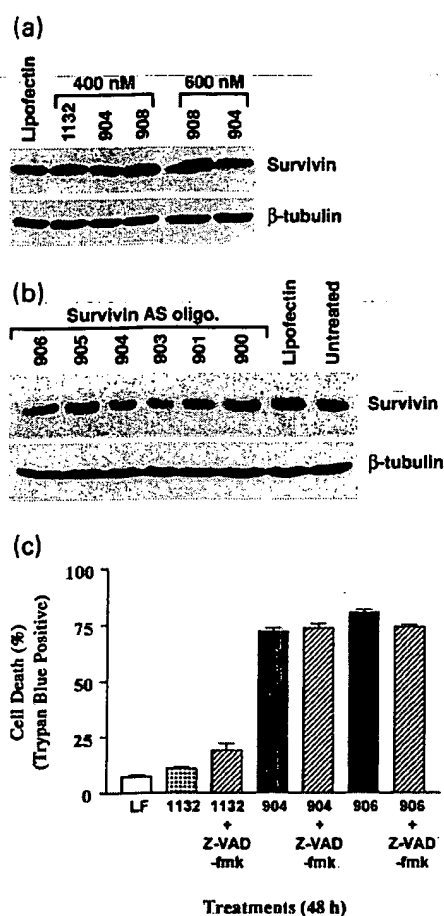 (a)
400 nM
600 nM
Lipofectin
1132
904
908
908
904
Survivin
β-tubulin
(b)
Survivin AS oligo.
906
905
904
903
901
900
Lipofectin
Untreated
Survivin
β-tubulin
(c)
Cell Death (%)
(Trypan Blue Positive)
100
75
50
25
0
LF 1132 1132 904 904 906 906
+ + +
Z-VAD Z-VAD Z-VAD
-fmk -fmk -fmk
Treatments (48 h)